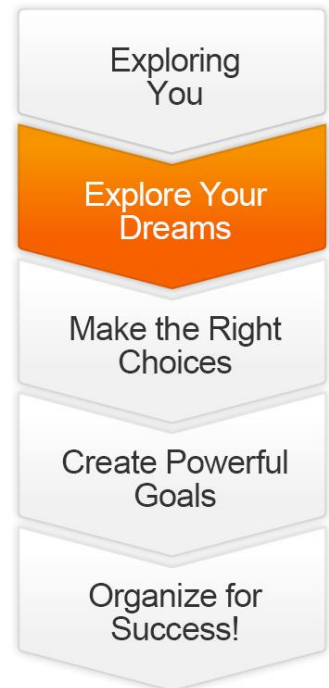 Exploring
You
Explore Your
Dreams
Make the Right
Choices
Create Powerful
Goals
Organize for
Success!